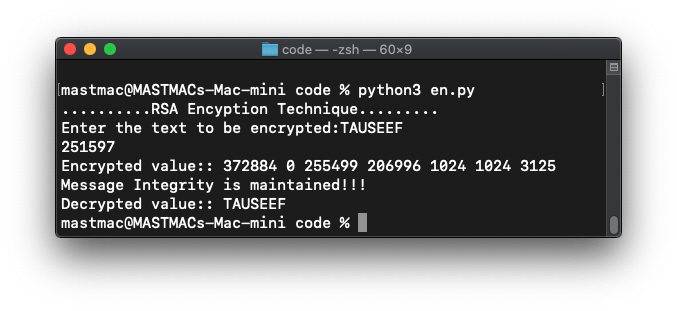 code — -zsh — 60×9
[mastmac@MASTMACs-Mac-mini code % python3 en.py ]
..........RSA Encyption Technique.........
Enter the text to be encrypted:TAUSEEF
251597
Encrypted value:: 372884 0 255499 206996 1024 1024 3125
Message Integrity is maintained!!!
Decrypted value:: TAUSEEF
mastmac@MASTMACs-Mac-mini code %